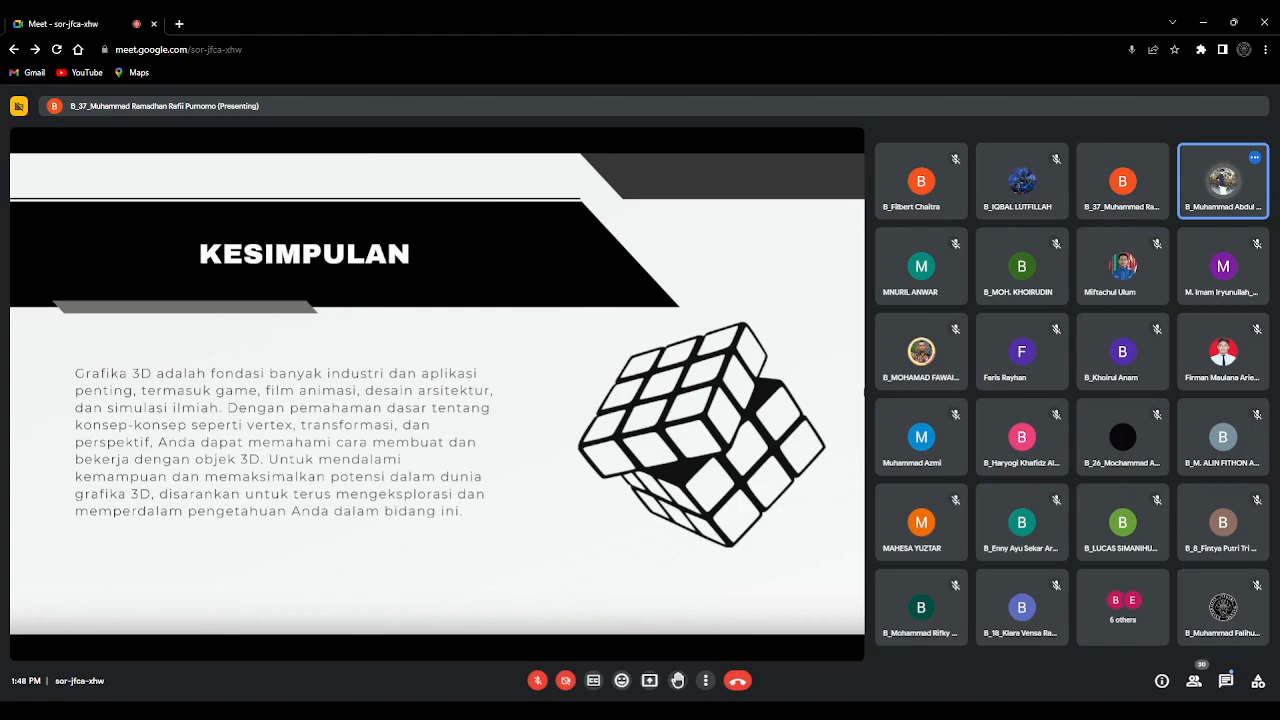 Meet - sor-jfca-xhw
meet.google.com/sor-jfca-xhw
Gmail YouTube Maps
B B_37_Muhammad Ramadhan Rafii Purnomo (Presenting)
KESIMPULAN
Grafika 3D adalah fondasi banyak industri dan aplikasi
penting, termasuk game, film animasi, desain arsitektur,
dan simulasi ilmiah. Dengan pemahaman dasar tentang
konsep-konsep seperti vertex, transformasi, dan
perspektif, Anda dapat memahami cara membuat dan
bekerja dengan objek 3D. Untuk mendalami
kemampuan dan memaksimalkan potensi dalam dunia
grafika 3D, disarankan untuk terus mengeksplorasi dan
memperdalam pengetahuan Anda dalam bidang ini.
B B
B_Filbert Chaitra B_IQBAL LUTFILLAH B_37_Muhammad Ra... B_Muhammad Abdul ...
M B M
MNURIL ANWAR B_MOH. KHOIRUDIN Miftachul Ulum M. Imam Iryunullah_...
F B
B_MOHAMAD FAWAI... Faris Rayhan B_Khoirul Anam Firman Maulana Arie...
M B B
Muhammad Azmi B_Haryogi Khafidz Al... B_26_Mochammad A... B_M. ALIN FITHON A...
M B B B
MAHESA YUZTAR B_Enny Ayu Sekar Ar... B_LUCAS SIMANIHU... B_8_Fintya Putri Tri ...
B B B E
B_Mohammad Rifky ... B_18_Kiara Vensa Ra... 6 others B_Muhammad Falihu...
1:48 PM | sor-jfca-xhw
30